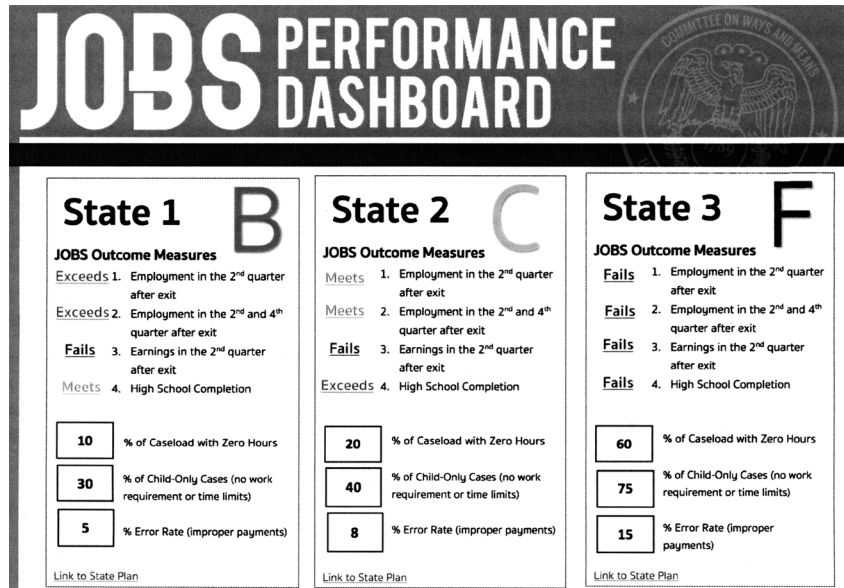 JOBS PERFORMANCE
DASHBOARD
COMMITTEE ON WAYS AND MEANS
1789
State 1
B
JOBS Outcome Measures
Exceeds 1. Employment in the 2nd quarter
after exit
Exceeds 2. Employment in the 2nd and 4th
quarter after exit
Fails 3. Earnings in the 2nd quarter
after exit
Meets 4. High School Completion
10 % of Caseload with Zero Hours
30 % of Child-Only Cases (no work
requirement or time limits)
5 % Error Rate (improper payments)
Link to State Plan
State 2
C
JOBS Outcome Measures
Meets 1. Employment in the 2nd quarter
after exit
Meets 2. Employment in the 2nd and 4th
quarter after exit
Fails 3. Earnings in the 2nd quarter
after exit
Exceeds 4. High School Completion
20 % of Caseload with Zero Hours
40 % of Child-Only Cases (no work
requirement or time limits)
8 % Error Rate (improper payments)
Link to State Plan
State 3
F
JOBS Outcome Measures
Fails 1. Employment in the 2nd quarter
after exit
Fails 2. Employment in the 2nd and 4th
quarter after exit
Fails 3. Earnings in the 2nd quarter
after exit
Fails 4. High School Completion
60 % of Caseload with Zero Hours
75 % of Child-Only Cases (no work
requirement or time limits)
15 % Error Rate (improper
payments)
Link to State Plan